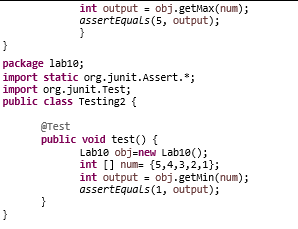 int output = obj.getMax(num);
assertEquals(5, output);
}
}
package lab10;
import static org.junit.Assert.*;
import org.junit.Test;
public class Testing2 {
@Test
public void test() {
Lab10 obj=new Lab10();
int [] num= {5,4,3,2,1};
int output = obj.getMin(num);
assertEquals(1, output);
}
}